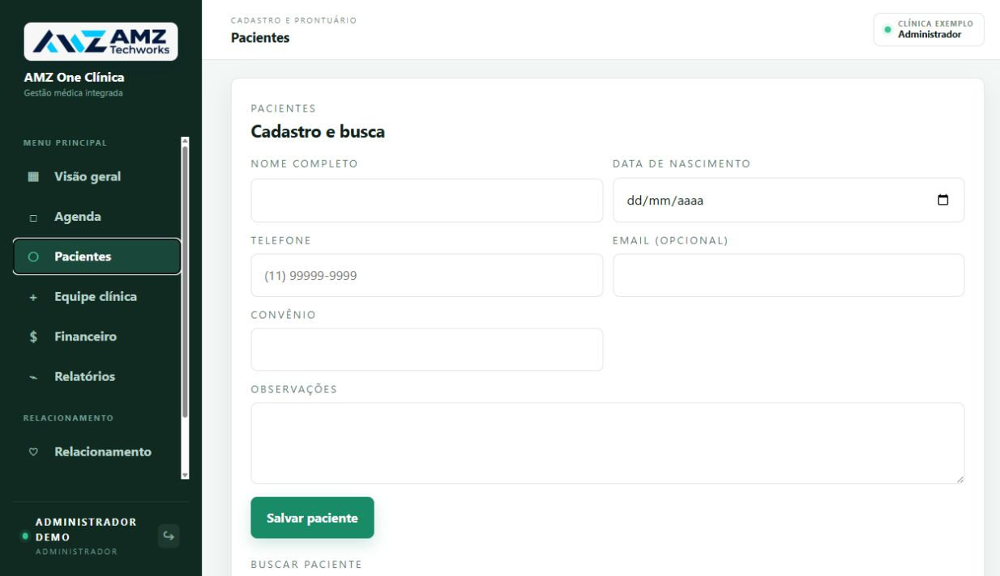 AMZ
Techworks
AMZ One Clínica
Gestão médica integrada
MENU PRINCIPAL
Visão geral
Agenda
Pacientes
Equipe clínica
$ Financeiro
Relatórios
RELACIONAMENTO
Relacionamento
ADMINISTRADOR
DEMO
ADMINISTRADOR
CADASTRO E PRONTUÁRIO
Pacientes
CLÍNICA EXEMPLO
Administrador
PACIENTES
Cadastro e busca
NOME COMPLETO
DATA DE NASCIMENTO
dd/mm/aaaa
TELEFONE
(11) 99999-9999
EMAIL (OPCIONAL)
CONVÊNIO
OBSERVAÇÕES
Salvar paciente
BUSCAR PACIENTE